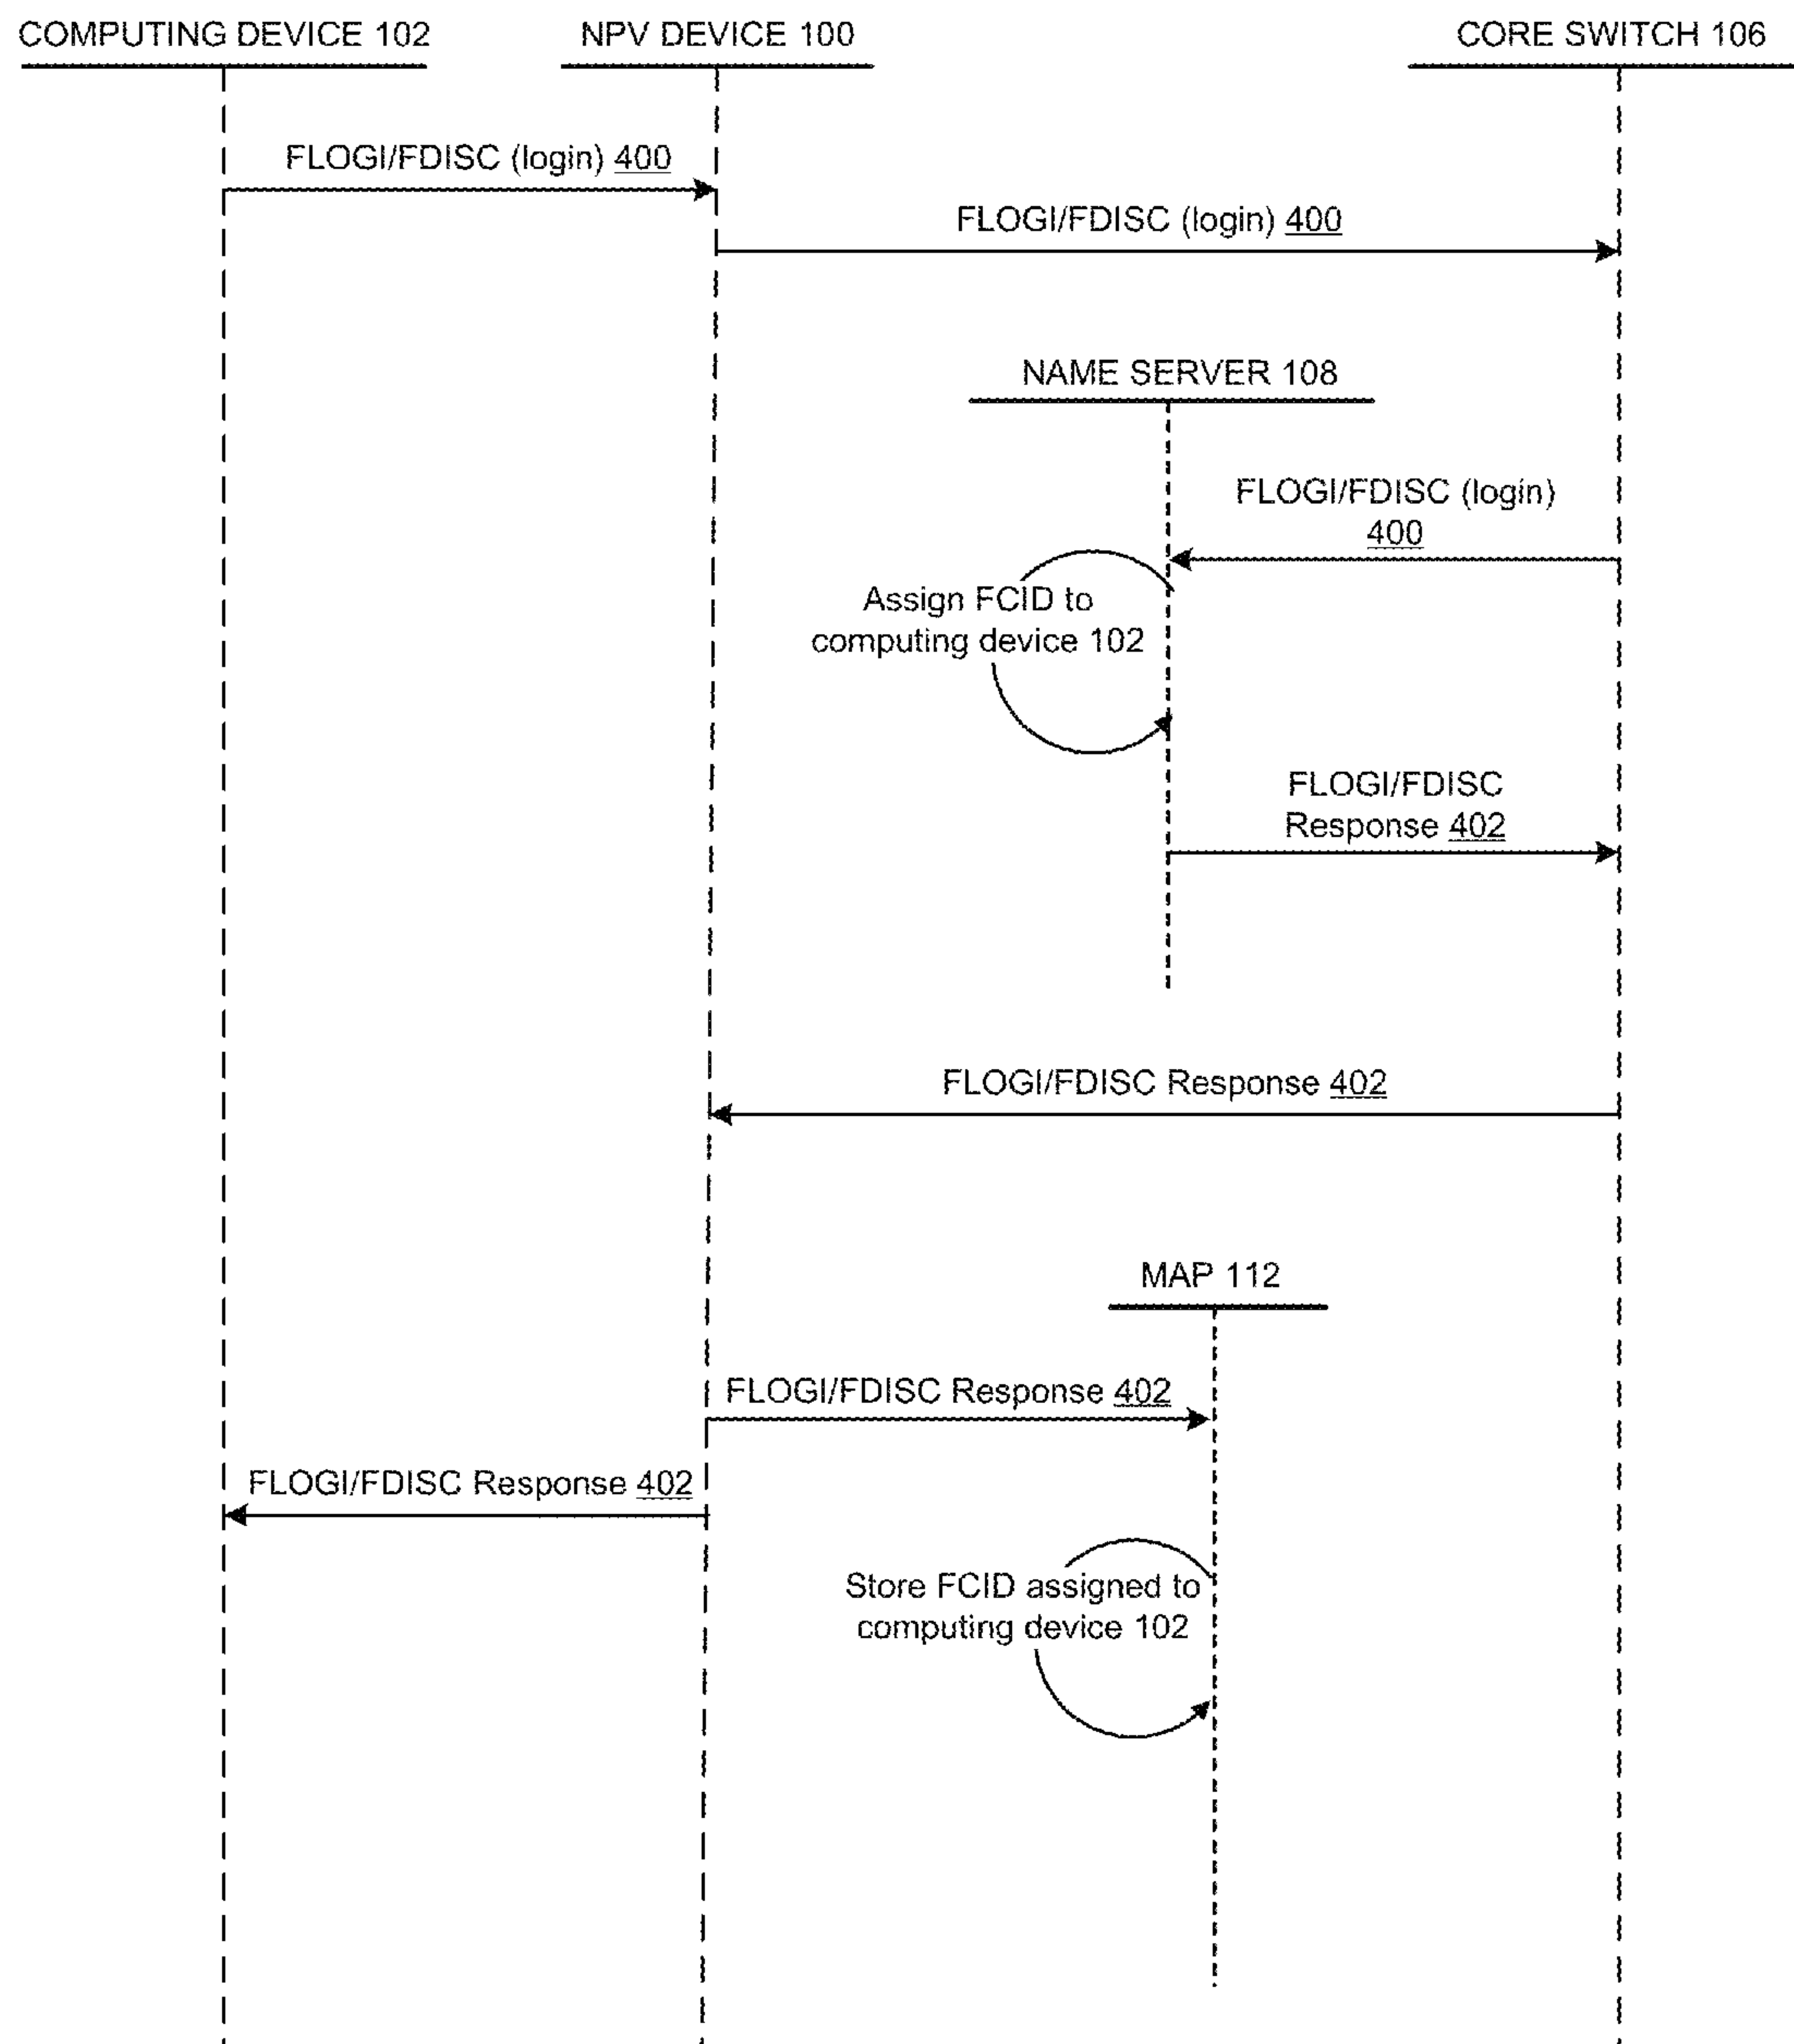 COMPUTING DEVICE 102
NPV DEVICE 100
CORE SWITCH 106
FLOGI/FDISC (login) 400
FLOGI/FDISC (login) 400
NAME SERVER 108
FLOGI/FDISC (login)
400
Assign FCID to
computing device 102
FLOGI/FDISC
Response 402
FLOGI/FDISC Response 402
MAP 112
FLOGI/FDISC Response 402
FLOGI/FDISC Response 402
Store FCID assigned to
computing device 102